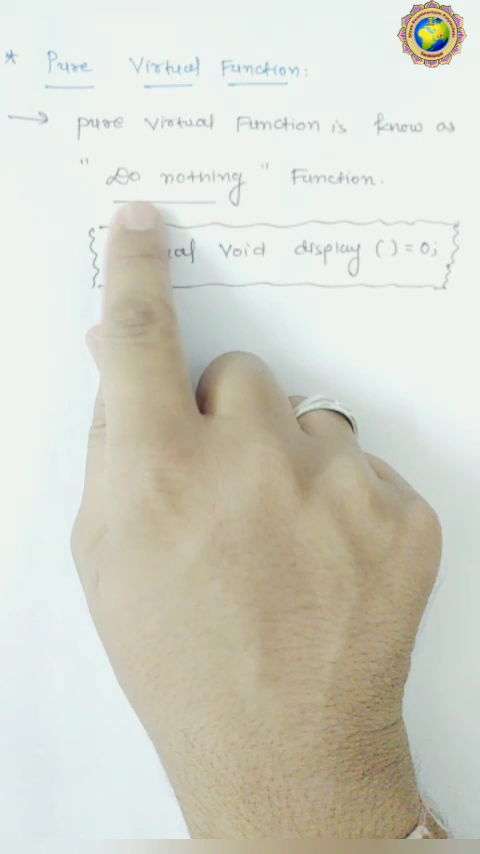 * Pure Virtual Function:
→ pure virtual Function is know as
" Do nothing " Function.
void display () = 0;